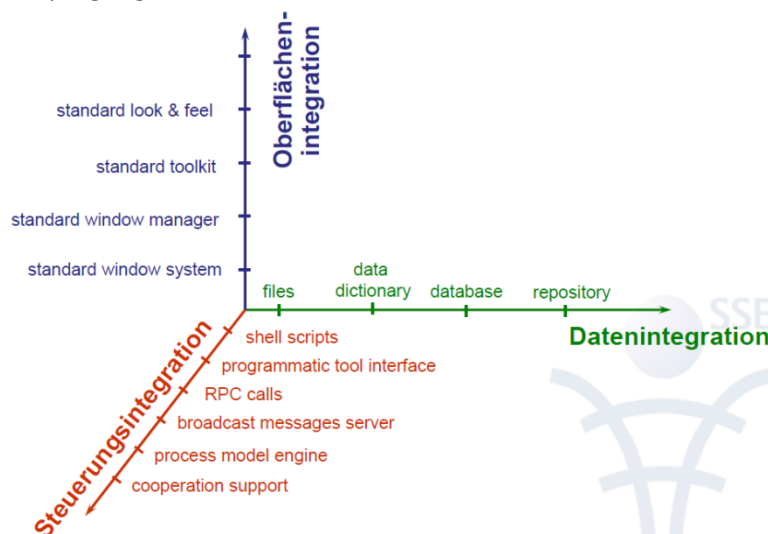 Oberflächen-
integration
standard look & feel
standard toolkit
standard window manager
standard window system
files
data
dictionary
database
repository
Datenintegration
Steuerungsintegration
shell scripts
programmatic tool interface
RPC calls
broadcast messages server
process model engine
cooperation support